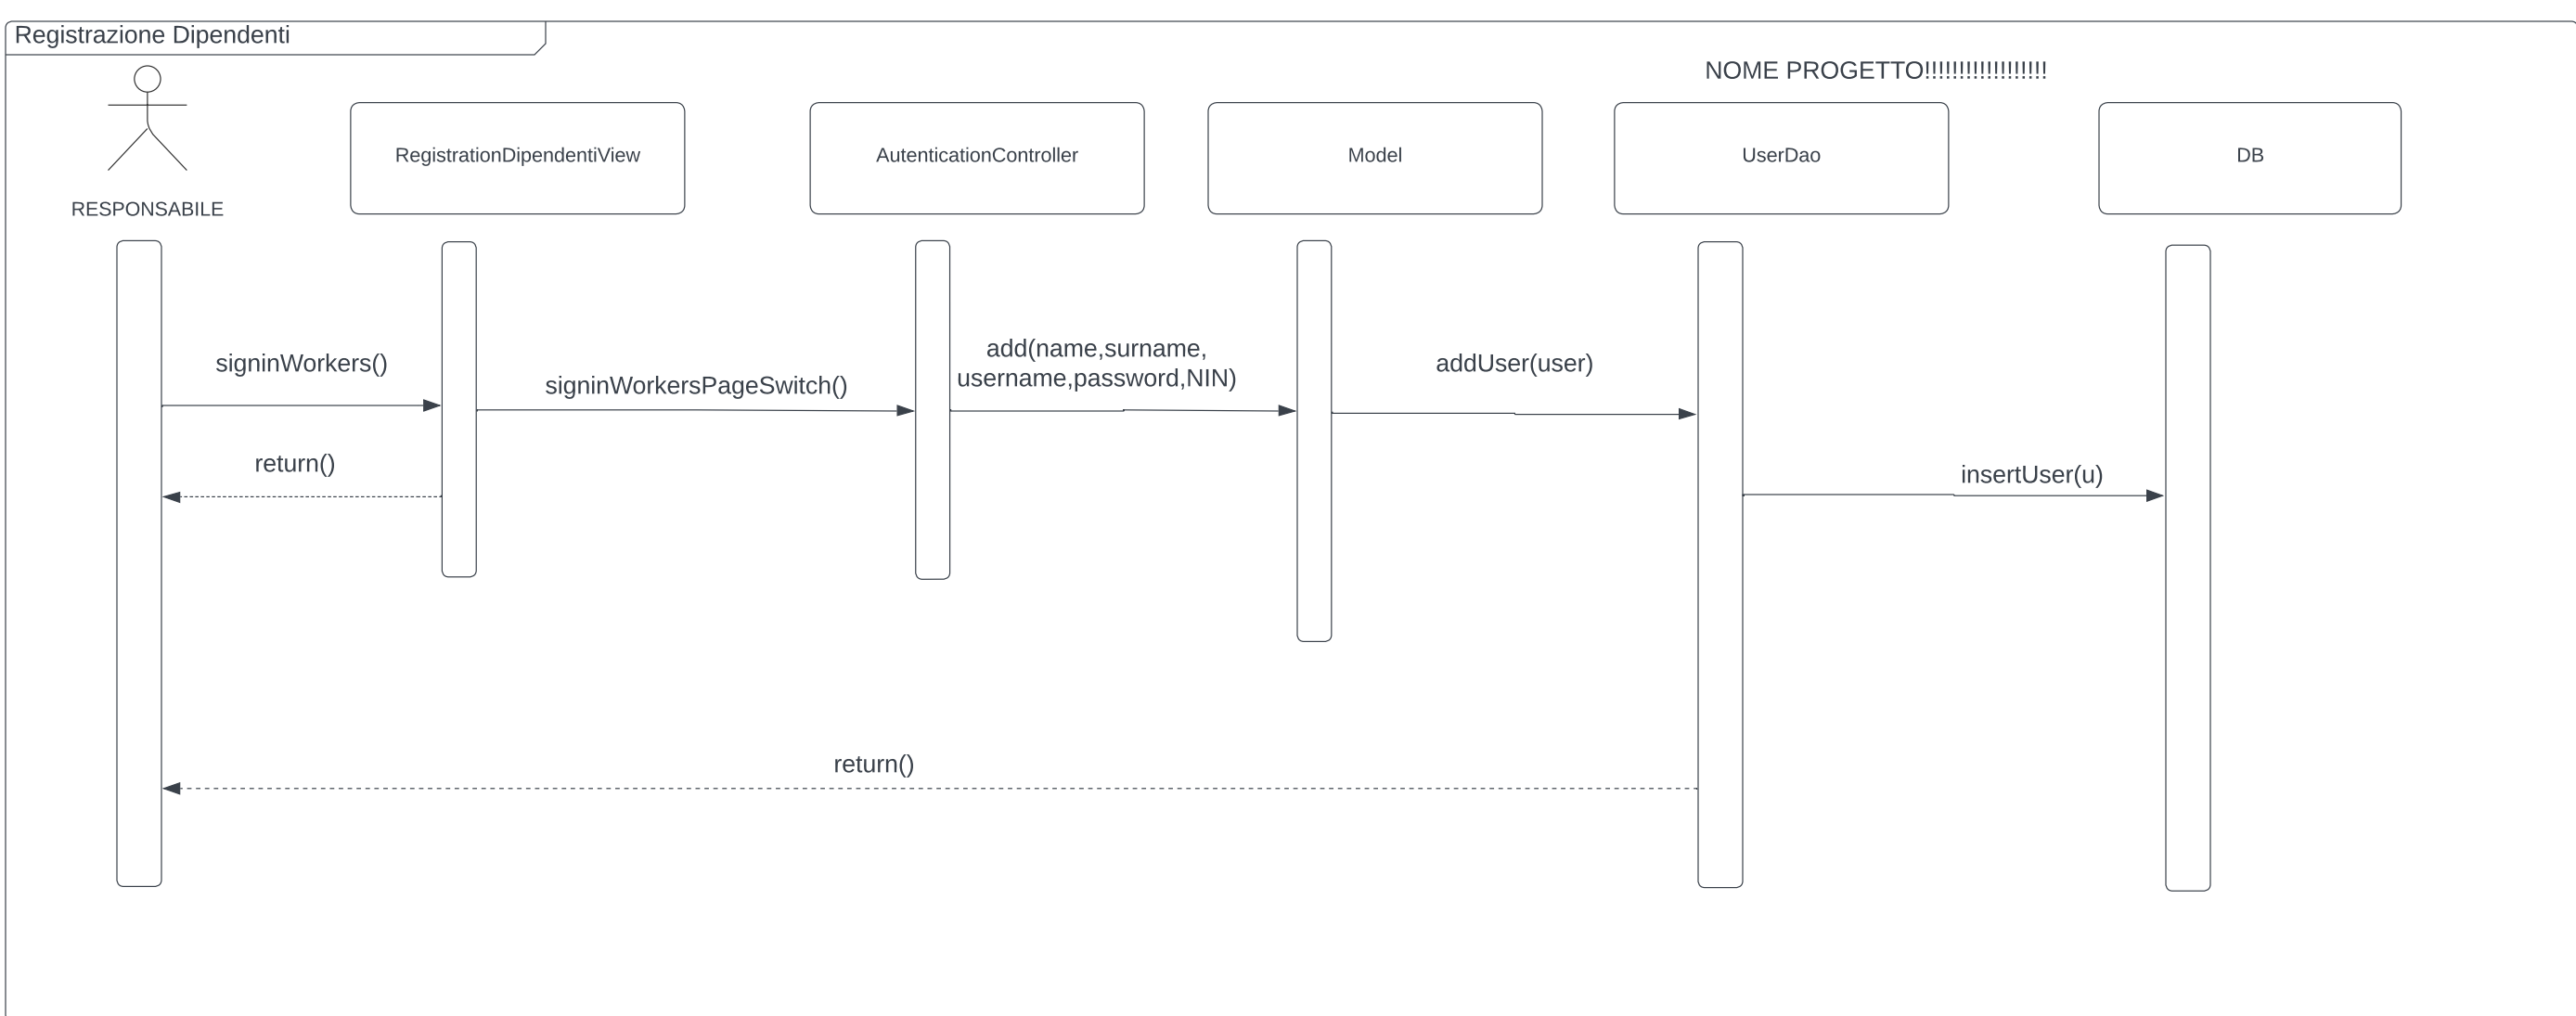 Registrazione Dipendenti
NOME PROGETTO!!!!!!!!!!!!!!!!!!
RegistrationDipendentiView
AutenticationController
Model
UserDao
DB
RESPONSABILE
add(name,surname,
username,password,NIN)
signinWorkers()
addUser(user)
signinWorkersPageSwitch()
return()
insertUser(u)
return()